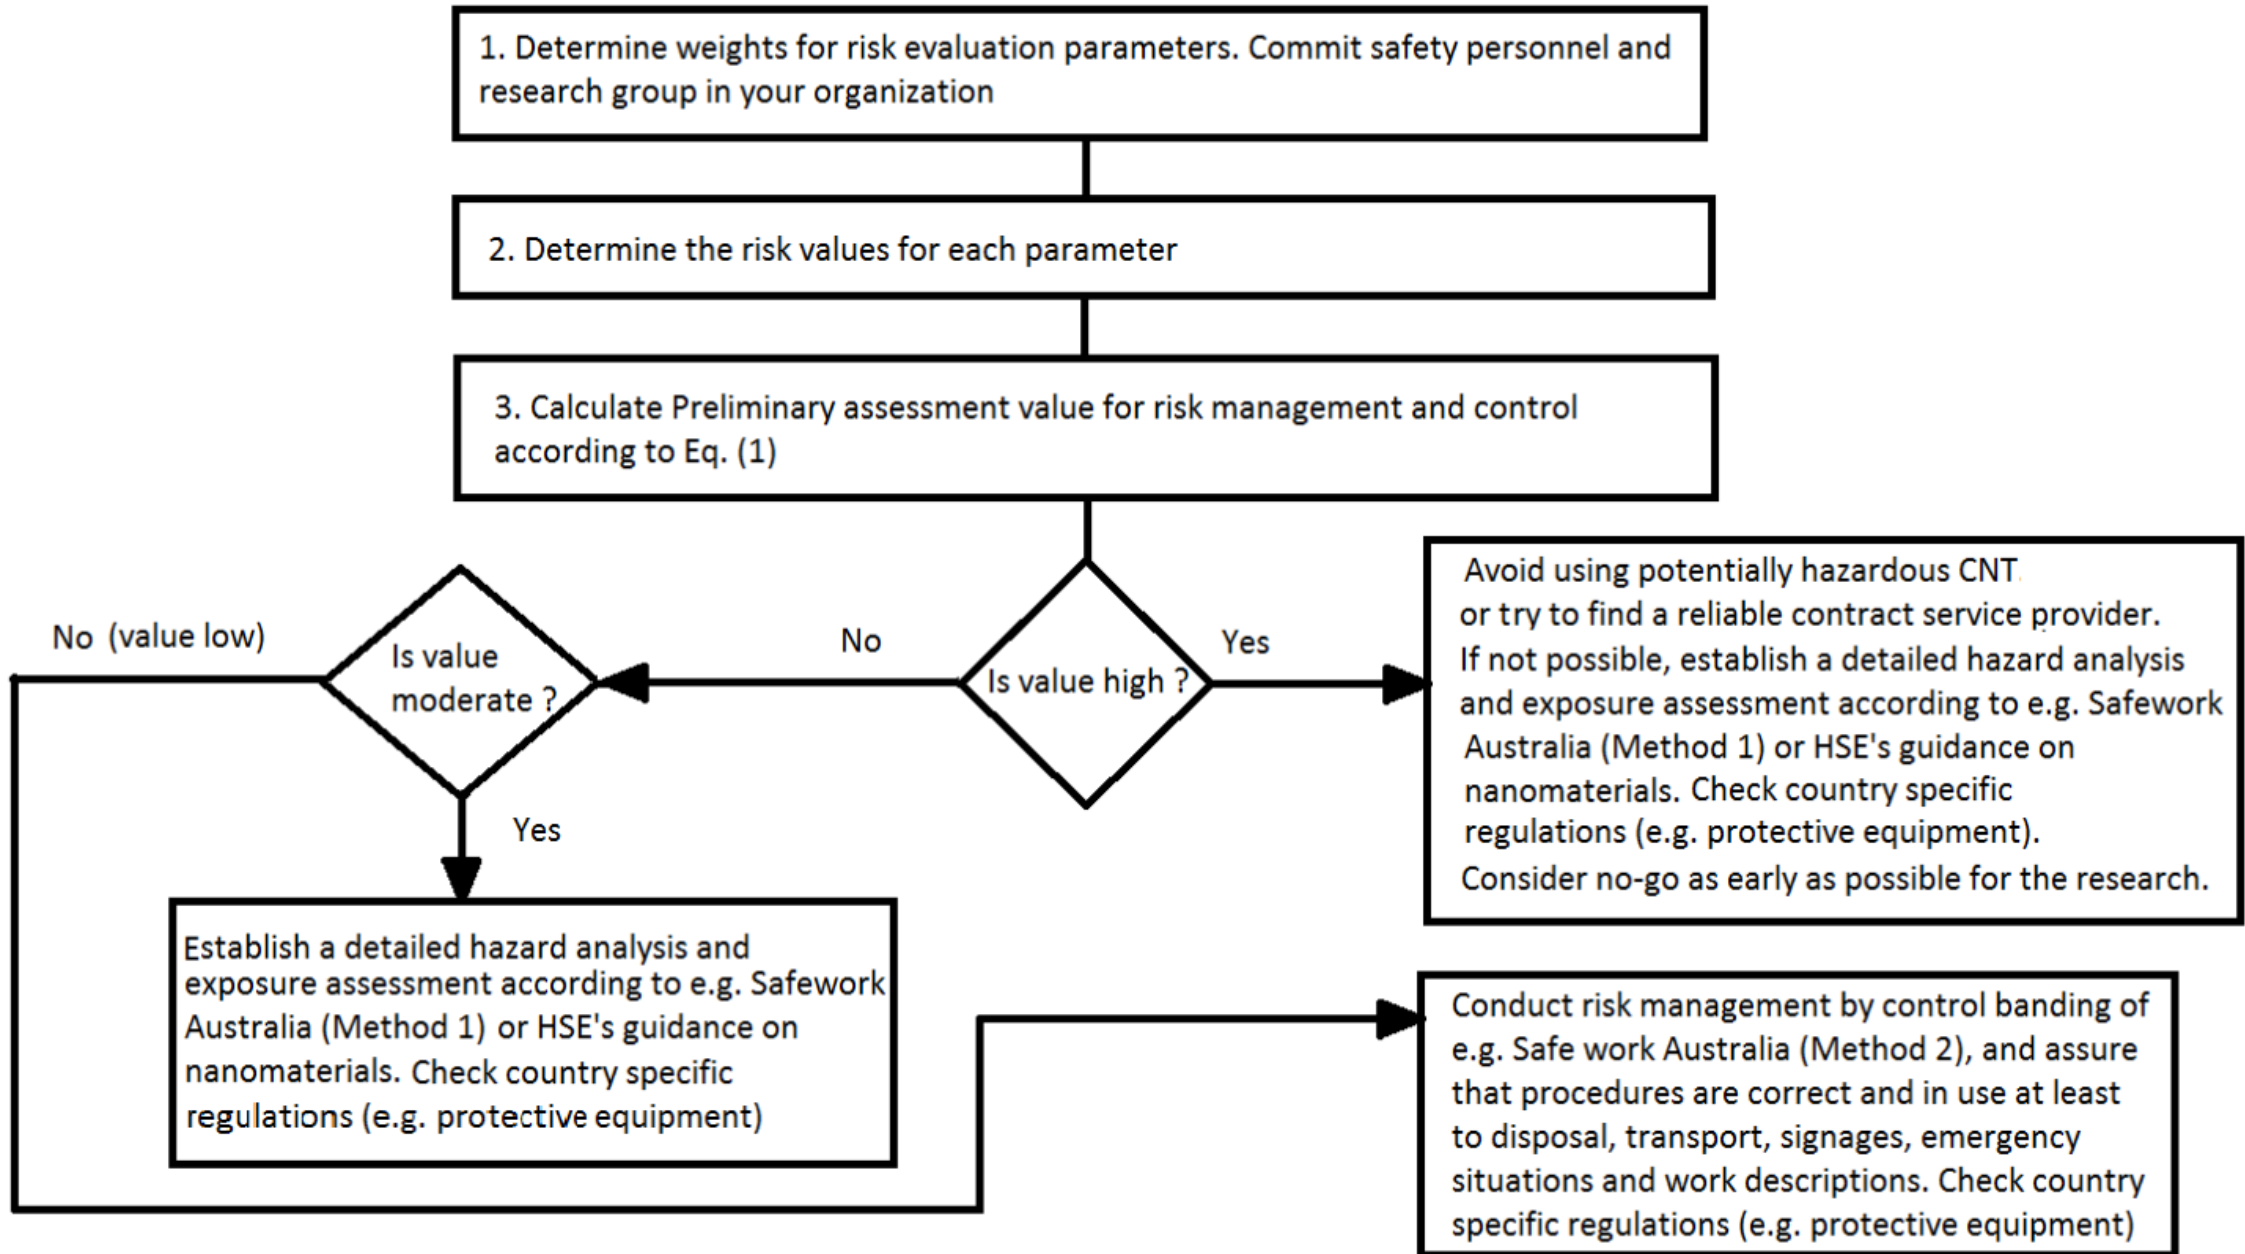 1. Determine weights for risk evaluation parameters. Commit safety personnel and
research group in your organization
2. Determine the risk values for each parameter
3. Calculate Preliminary assessment value for risk management and control
according to Eq. (1)
Is value high ?
Yes
Avoid using potentially hazardous CNT.
or try to find a reliable contract service provider.
If not possible, establish a detailed hazard analysis
and exposure assessment according to e.g. Safework
Australia (Method 1) or HSE's guidance on
nanomaterials. Check country specific
regulations (e.g. protective equipment).
Consider no-go as early as possible for the research.
No
Is value
moderate ?
Yes
Establish a detailed hazard analysis and
exposure assessment according to e.g. Safework
Australia (Method 1) or HSE's guidance on
nanomaterials. Check country specific
regulations (e.g. protective equipment)
No (value low)
Conduct risk management by control banding of
e.g. Safe work Australia (Method 2), and assure
that procedures are correct and in use at least
to disposal, transport, signages, emergency
situations and work descriptions. Check country
specific regulations (e.g. protective equipment)